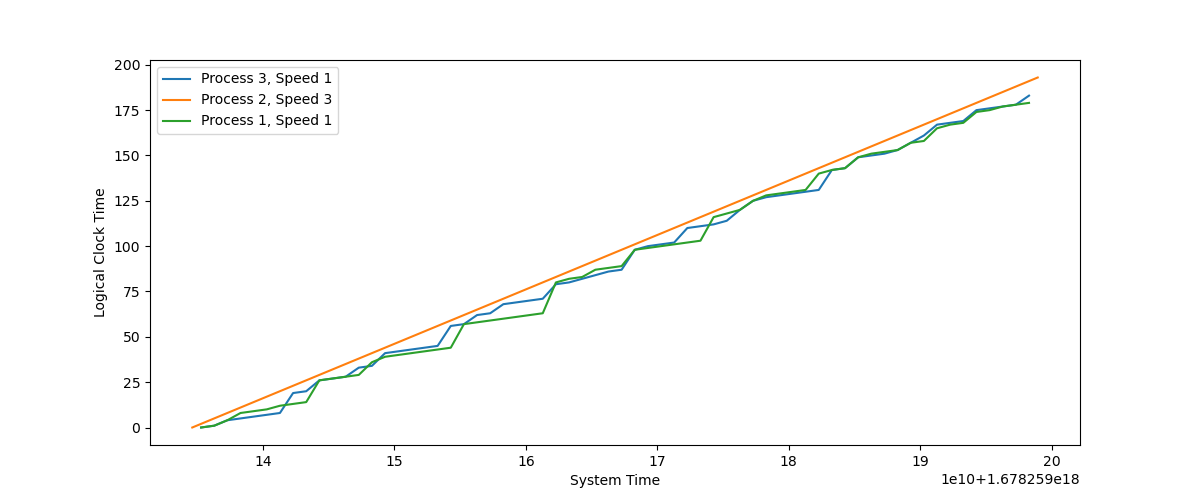 200
175
150
125
100
75
50
25
0
Logical Clock Time
Process 3, Speed 1
Process 2, Speed 3
Process 1, Speed 1
14 15 16 17 18 19 20
System Time
1e10+1.678259e18